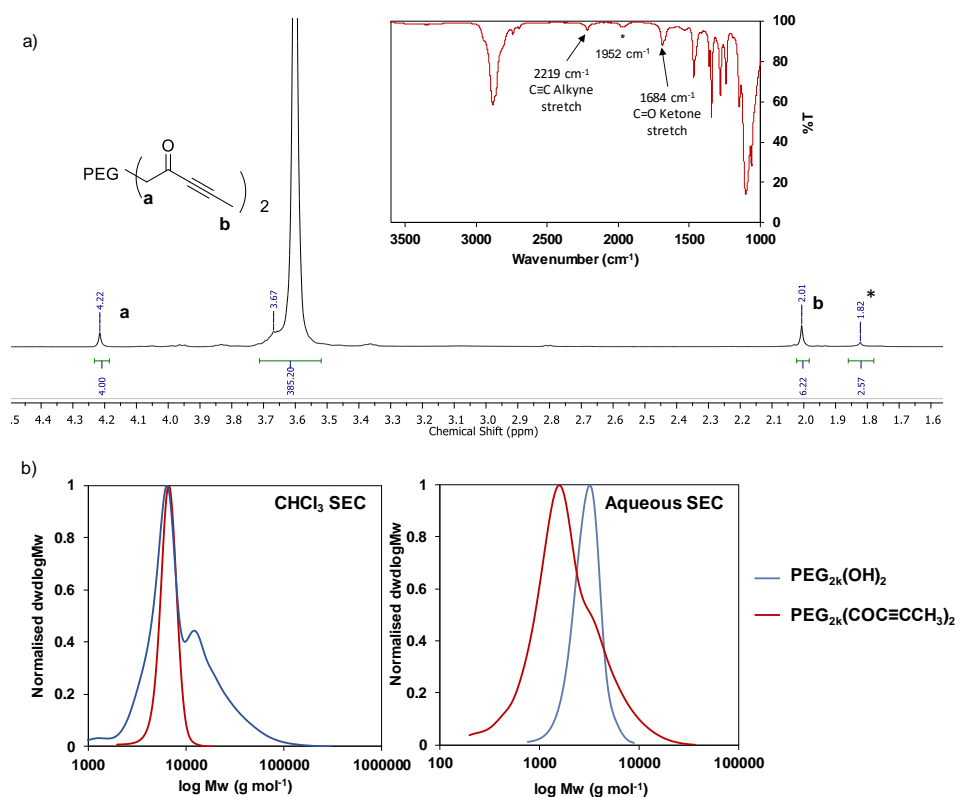 a)
2219 cm⁻¹
C≡C Alkyne
stretch
*
1952 cm⁻¹
1684 cm⁻¹
C=O Ketone
stretch
100
80
60
40
20
0
%T
3500 3000 2500 2000 1500 1000
Wavenumber (cm⁻¹)
O
PEG
a
b
2
4.22
a
3.67
2.01
b
1.82
*
4.00
385.20
6.22
2.57
.5 4.4 4.3 4.2 4.1 4.0 3.9 3.8 3.7 3.6 3.5 3.4 3.3 3.2 3.1 3.0 2.9 2.8 2.7 2.6 2.5 2.4 2.3 2.2 2.1 2.0 1.9 1.8 1.7 1.6
Chemical Shift (ppm)
b)
CHCl₃ SEC
Normalised dwdlogMw
1
0.8
0.6
0.4
0.2
0
1000 10000 100000 1000000
log Mw (g mol⁻¹)
Aqueous SEC
Normalised dwdlogMw
1
0.8
0.6
0.4
0.2
0
100 1000 10000 100000
log Mw (g mol⁻¹)
PEG₂ₖ(OH)₂
PEG₂ₖ(COC≡CCH₃)₂